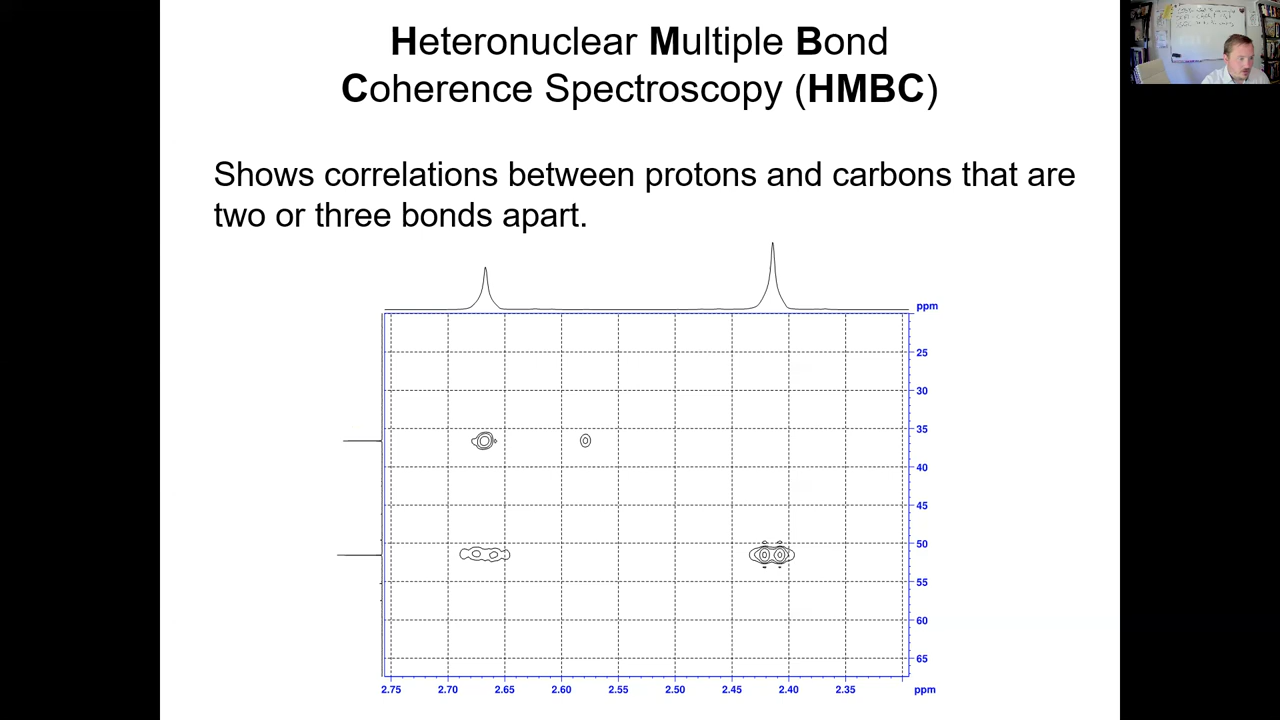 Heteronuclear Multiple Bond
Coherence Spectroscopy (HMBC)
Shows correlations between protons and carbons that are
two or three bonds apart.
ppm
25
30
35
40
45
50
55
60
65
2.75 2.70 2.65 2.60 2.55 2.50 2.45 2.40 2.35 ppm